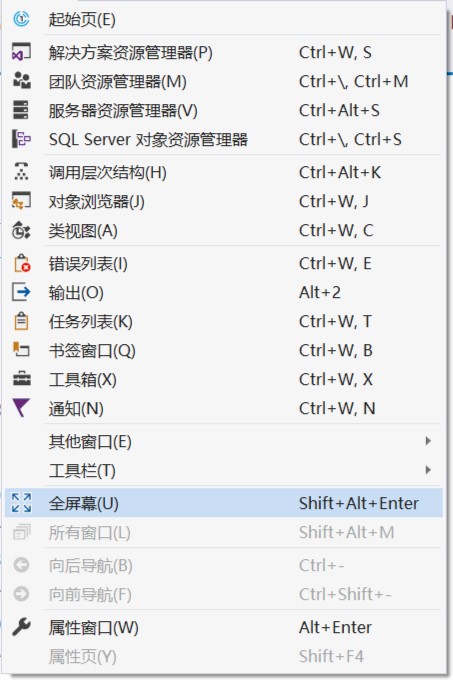 起始页(E)
解决方案资源管理器(P) Ctrl+W, S
团队资源管理器(M) Ctrl+\, Ctrl+M
服务器资源管理器(V) Ctrl+Alt+S
SQL Server 对象资源管理器 Ctrl+\, Ctrl+S
调用层次结构(H) Ctrl+Alt+K
对象浏览器(J) Ctrl+W, J
类视图(A) Ctrl+W, C
错误列表(I) Ctrl+W, E
输出(O) Alt+2
任务列表(K) Ctrl+W, T
书签窗口(Q) Ctrl+W, B
工具箱(X) Ctrl+W, X
通知(N) Ctrl+W, N
其他窗口(E)
工具栏(T)
全屏幕(U) Shift+Alt+Enter
所有窗口(L) Shift+Alt+M
向后导航(B) Ctrl+-
向前导航(F) Ctrl+Shift+-
属性窗口(W) Alt+Enter
属性页(Y) Shift+F4